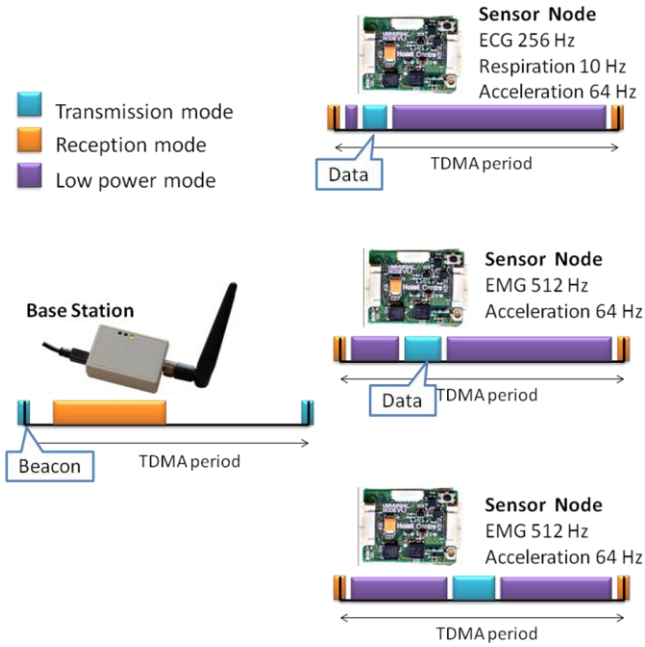 Sensor Node
ECG 256 Hz
Respiration 10 Hz
Acceleration 64 Hz
Transmission mode
Reception mode
Low power mode
TDMA period
Data
Sensor Node
EMG 512 Hz
Acceleration 64 Hz
Base Station
TDMA period
Data
Beacon
TDMA period
Sensor Node
EMG 512 Hz
Acceleration 64 Hz
TDMA period